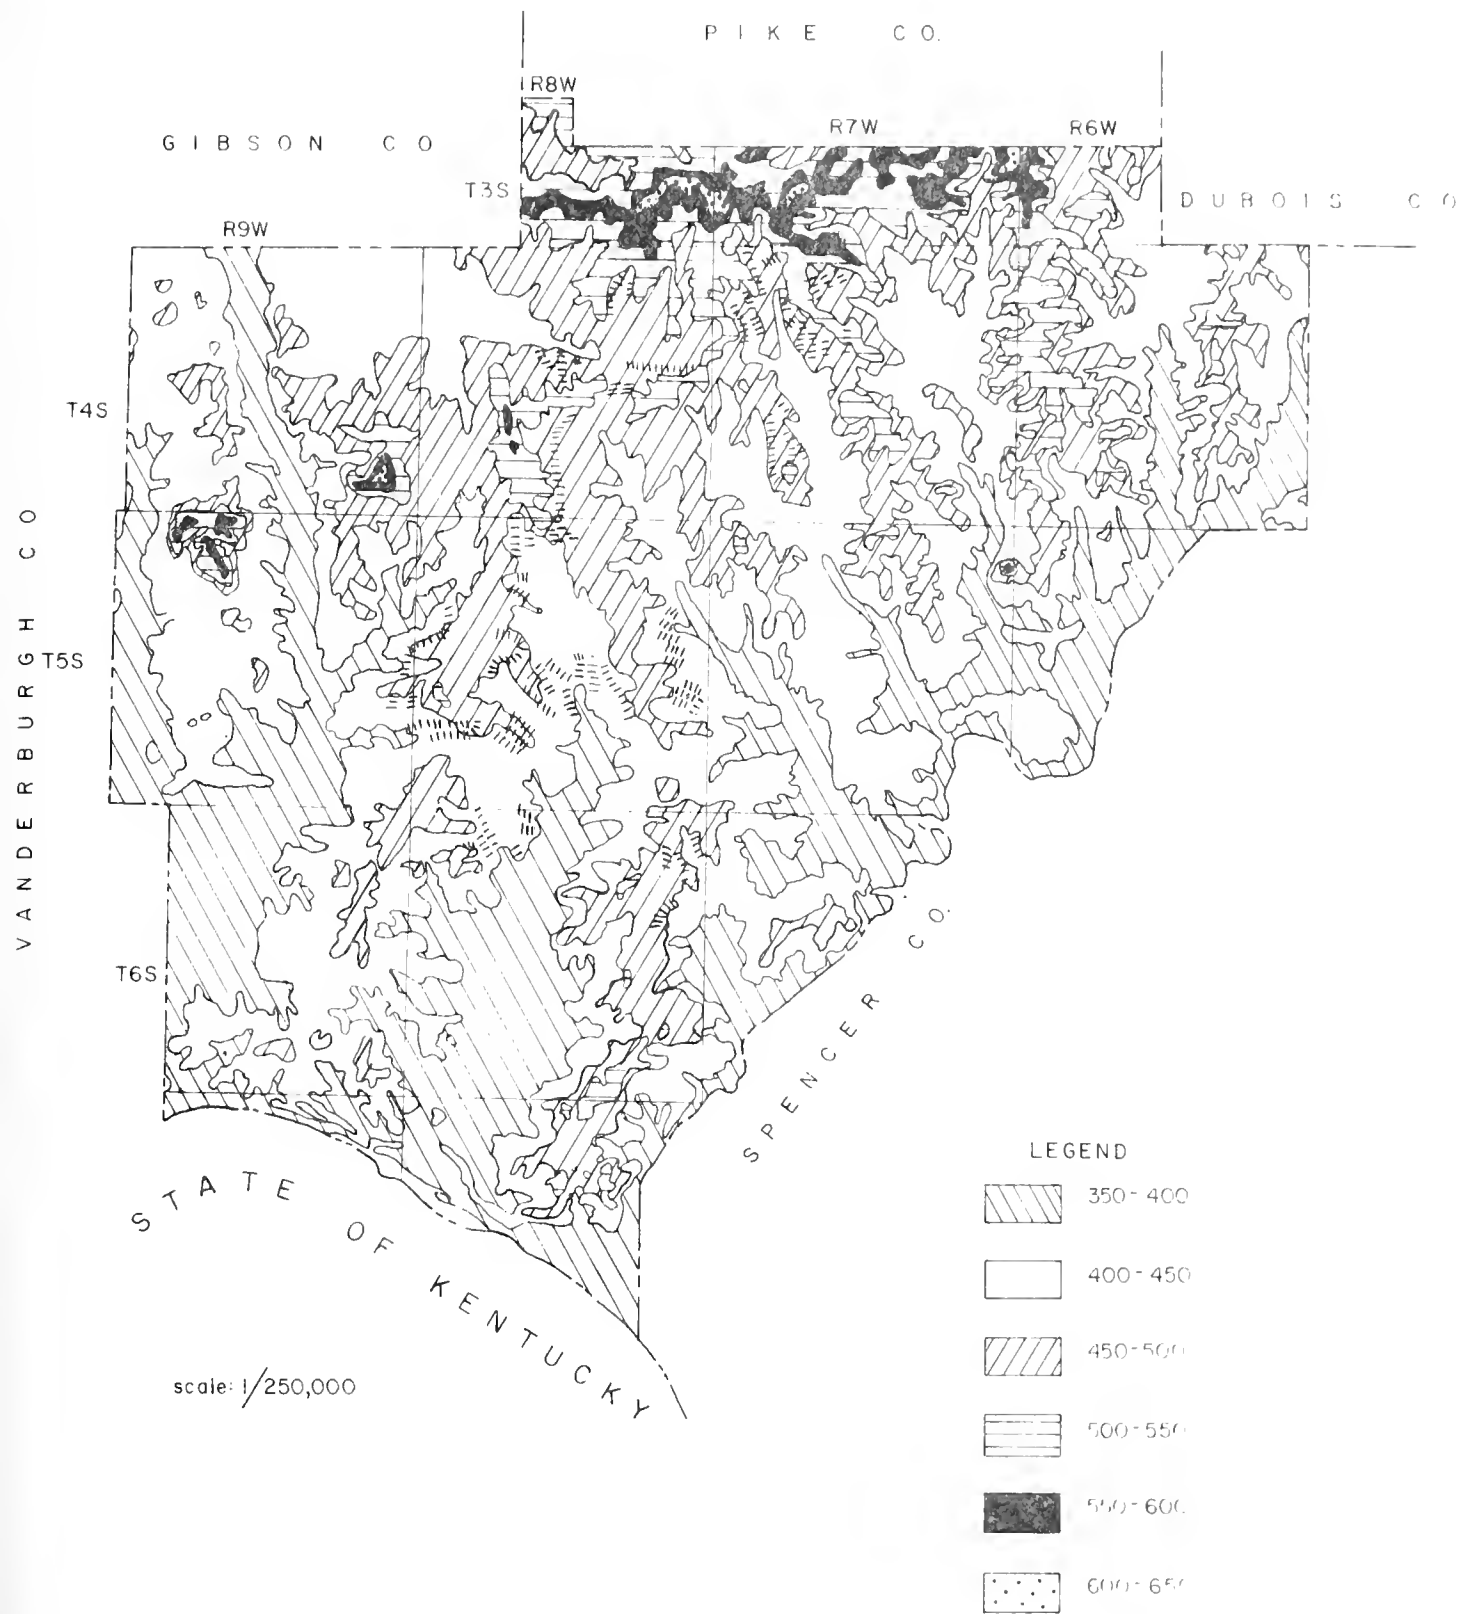 PIKE CO.
R8W
R7W
R6W
GIBSON CO
T3S
DUBOIS CO
R9W
T4S
VANDERBURGH CO
T5S
T6S
SPENCER CO.
STATE OF KENTUCKY
scale: 1/250,000
LEGEND
350-400
400-450
450-500
500-550
550-600
600-650